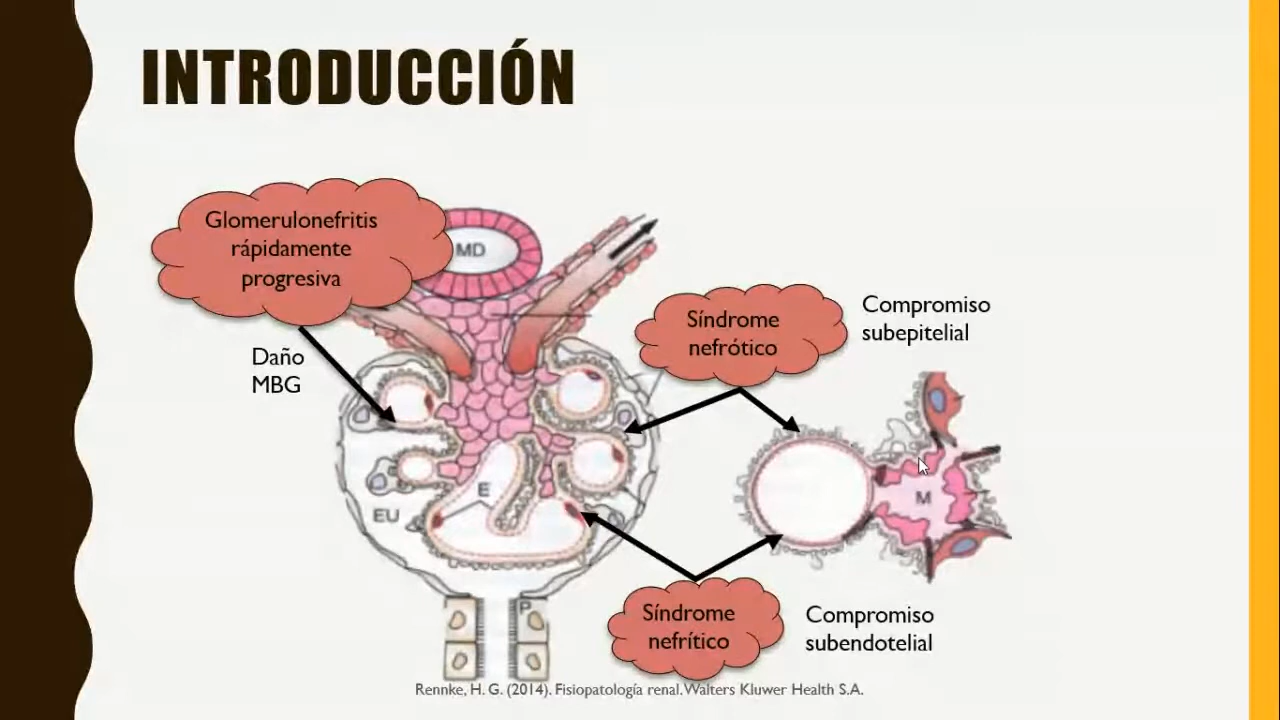 INTRODUCCIÓN
Glomerulonefritis
rápidamente
progresiva
MD
Daño
MBG
Síndrome
nefrótico
Compromiso
subepitelial
E
EU
M
P
Síndrome
nefrítico
Compromiso
subendotelial
Rennke, H. G. (2014). Fisiopatología renal. Walters Kluwer Health S.A.